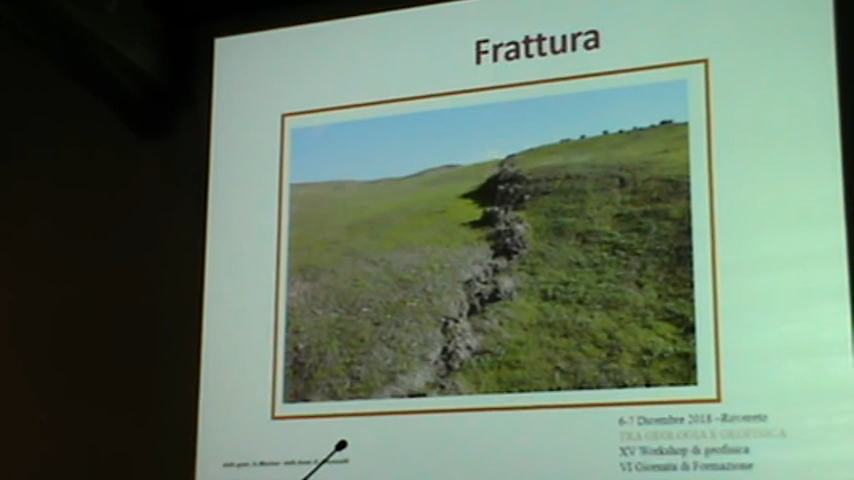 Frattura
6-7 Dicembre 2018 –Rovereto
TRA GEOLOGIA E GEOFISICA
XV Workshop di geofisica
VI Giornata di Formazione